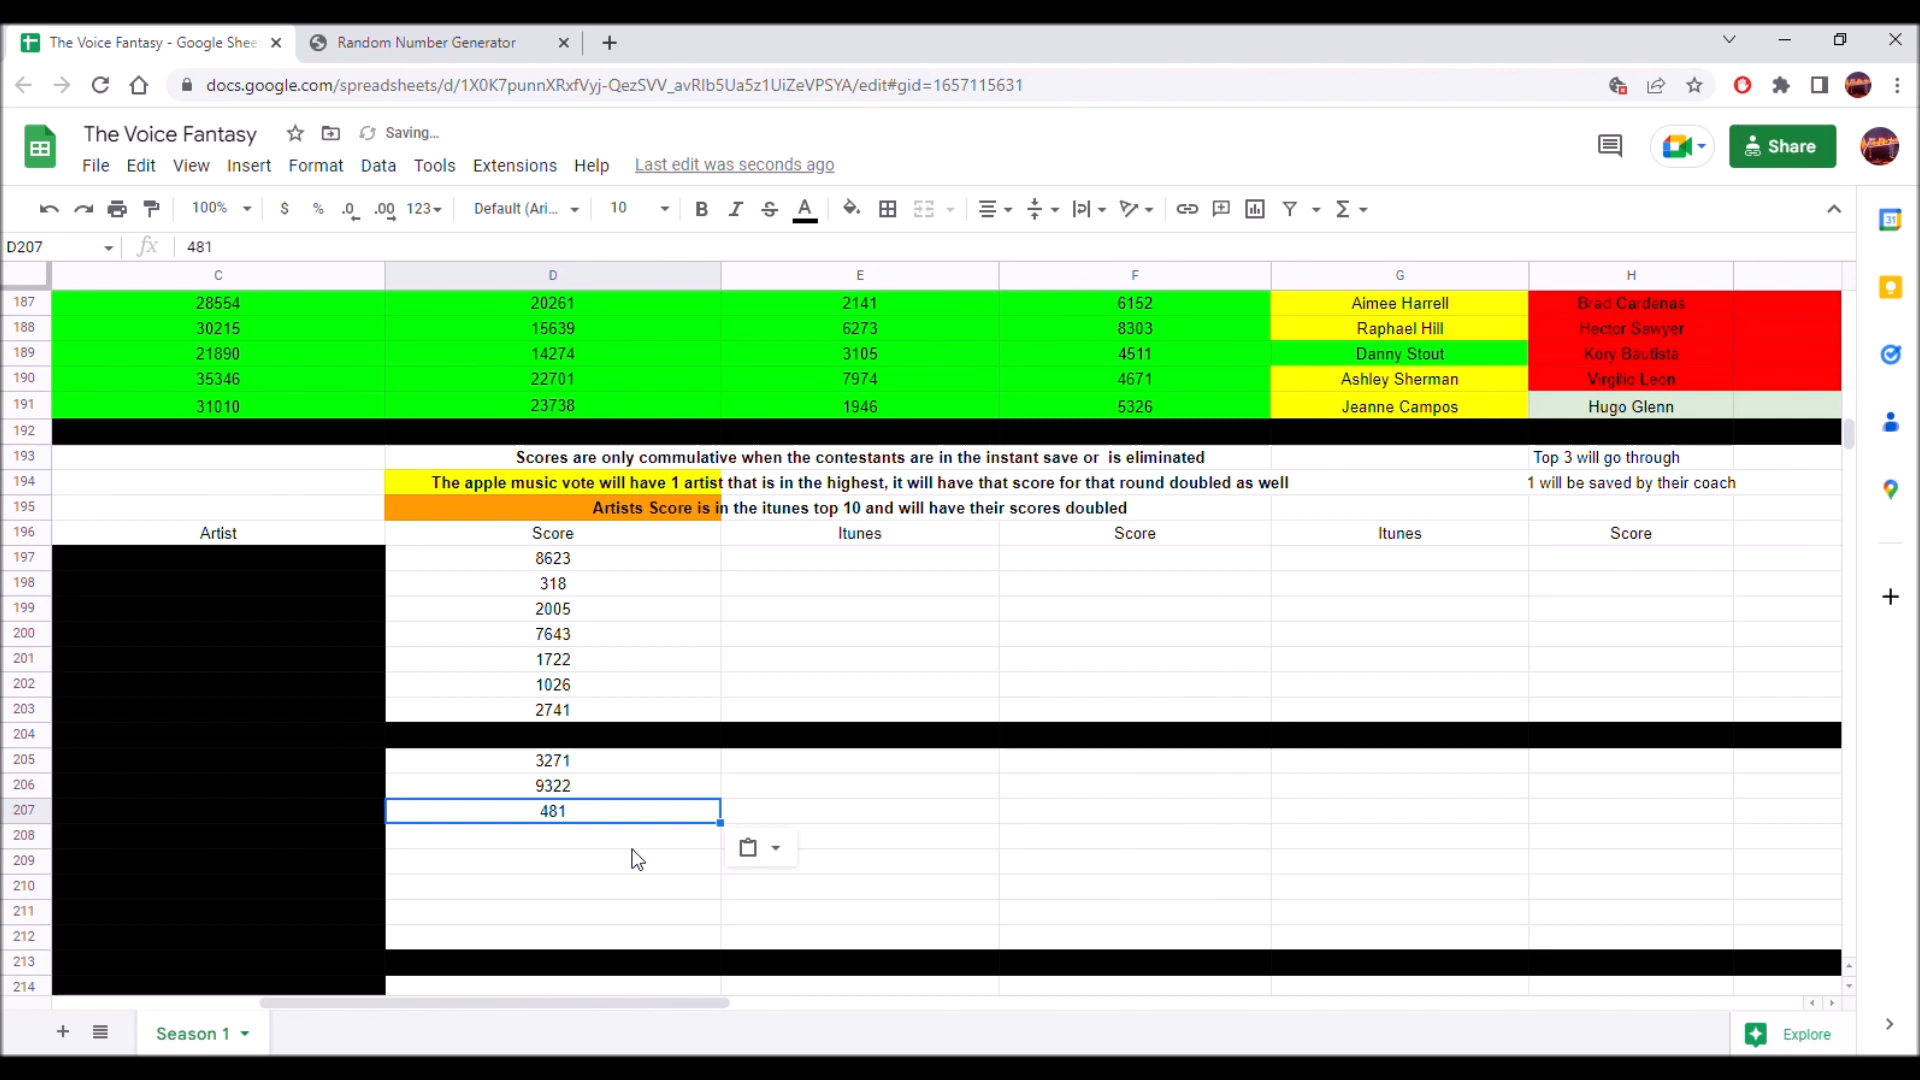 The Voice Fantasy - Google Shee
Random Number Generator
docs.google.com/spreadsheets/d/1X0K7punnXRxfVyj-QezSVV_avRIb5Ua5z1UiZeVPSYA/edit#gid=1657115631
The Voice Fantasy Saving...
File Edit View Insert Format Data Tools Extensions Help Last edit was seconds ago
Share
100% $ % .0 .00 123 Default (Ari... 10 B I S A
D207 fx 481
C D E F G H
187 28554 20261 2141 6152 Aimee Harrell Brad Cardenas
188 30215 15639 6273 8303 Raphael Hill Hector Sawyer
189 21890 14274 3105 4511 Danny Stout Kory Bautista
190 35346 22701 7974 4671 Ashley Sherman Virgilio Leon
191 31010 23738 1946 5326 Jeanne Campos Hugo Glenn
192
193 Scores are only commulative when the contestants are in the instant save or is eliminated Top 3 will go through
194 The apple music vote will have 1 artist that is in the highest, it will have that score for that round doubled as well 1 will be saved by their coach
195 Artists Score is in the itunes top 10 and will have their scores doubled
196 Artist Score Itunes Score Itunes Score
197 8623
198 318
199 2005
200 7643
201 1722
202 1026
203 2741
204
205 3271
206 9322
207 481
208
209
210
211
212
213
214
Season 1
Explore
31